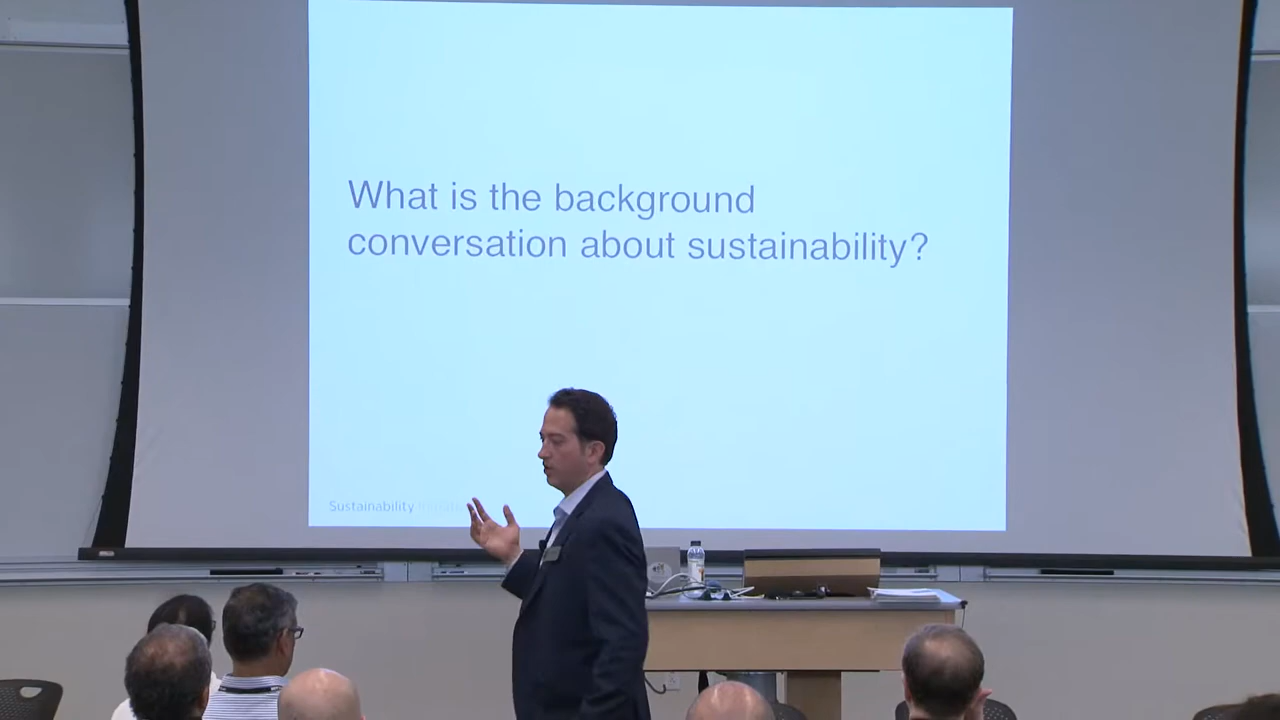 What is the background
conversation about sustainability?
Sustainability